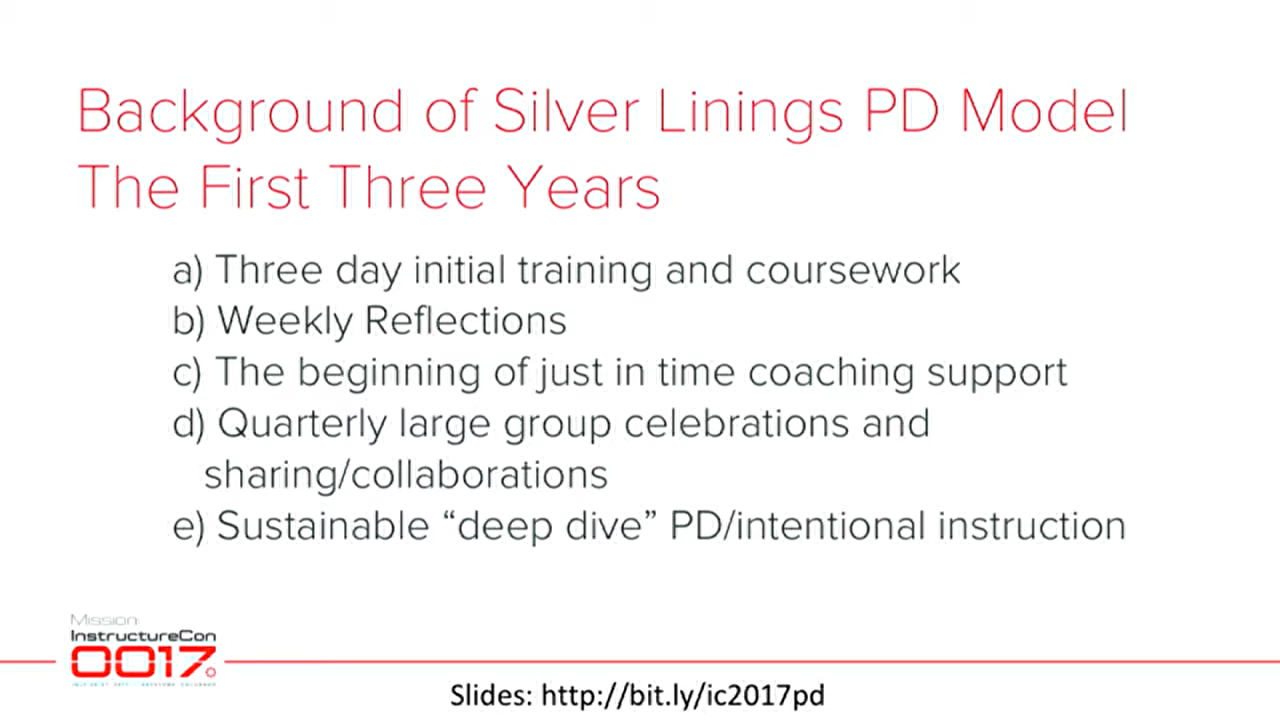 Background of Silver Linings PD Model
The First Three Years
a) Three day initial training and coursework
b) Weekly Reflections
c) The beginning of just in time coaching support
d) Quarterly large group celebrations and
sharing/collaborations
e) Sustainable “deep dive” PD/intentional instruction
Mission
InstructureCon
0017
Slides: http://bit.ly/ic2017pd